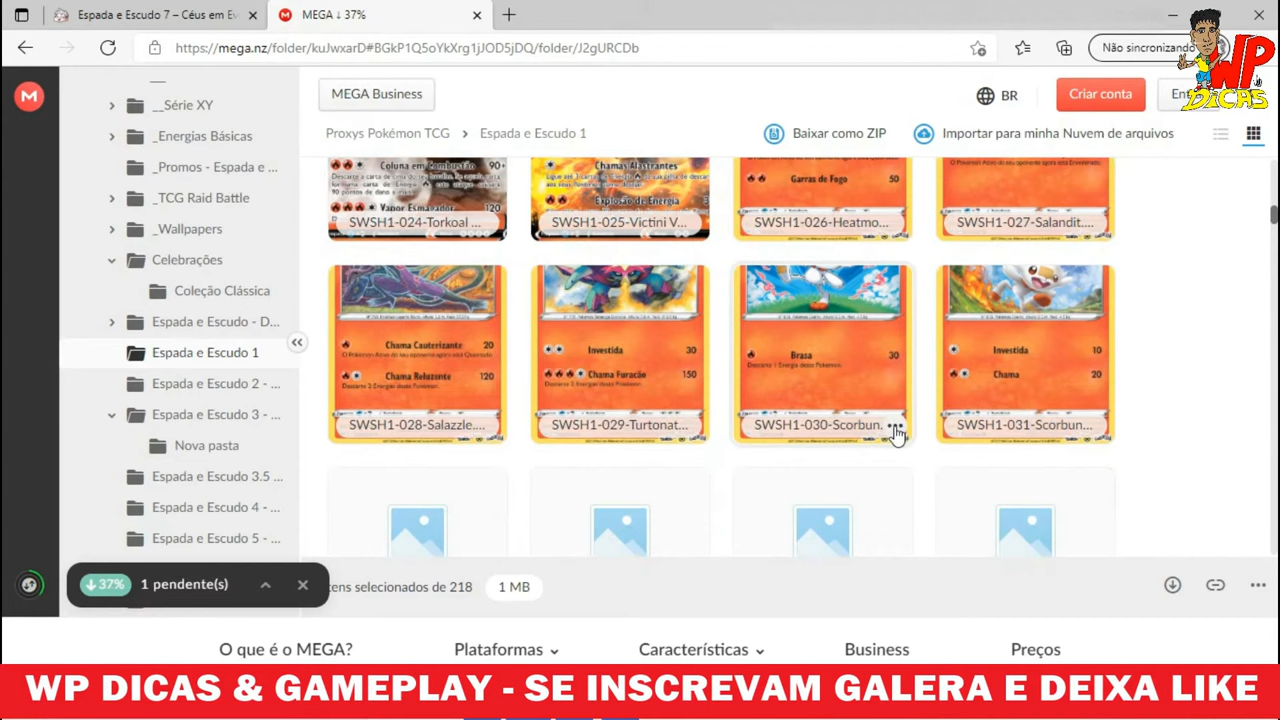 Espada e Escudo 7 – Céus em Ev
MEGA ↓ 37%
https://mega.nz/folder/kuJwxarD#BGkP1Q5oYkXrg1jJOD5jDQ/folder/J2gURCDb
Não sincronizando
WP
DICAS
MEGA Business
BR
Criar conta
Ent
__Série XY
_Energias Básicas
_Promos - Espada e ...
_TCG Raid Battle
_Wallpapers
Celebrações
Coleção Clássica
Espada e Escudo - D...
Espada e Escudo 1
Espada e Escudo 2 - ...
Espada e Escudo 3 - ...
Nova pasta
Espada e Escudo 3.5 ...
Espada e Escudo 4 - ...
Espada e Escudo 5 - ...
Proxys Pokémon TCG > Espada e Escudo 1
Baixar como ZIP
Importar para minha Nuvem de arquivos
Coluna em Combustão 90+
Vapor Esmagador 120
SWSH1-024-Torkoal ...
Chamas Alastrantes
Explosão de Energia
SWSH1-025-Victini V...
Garras de Fogo 50
SWSH1-026-Heatmo...
SWSH1-027-Salandit....
Chama Cauterizante 20
Chama Reluzente 120
SWSH1-028-Salazzle....
Investida 30
Chama Furacão 150
SWSH1-029-Turtonat...
Brasa 30
SWSH1-030-Scorbun.
Investida 10
Chama 20
SWSH1-031-Scorbun...
↓37% 1 pendente(s)
tens selecionados de 218
1 MB
O que é o MEGA?
Plataformas
Características
Business
Preços
WP DICAS & GAMEPLAY - SE INSCREVAM GALERA E DEIXA LIKE